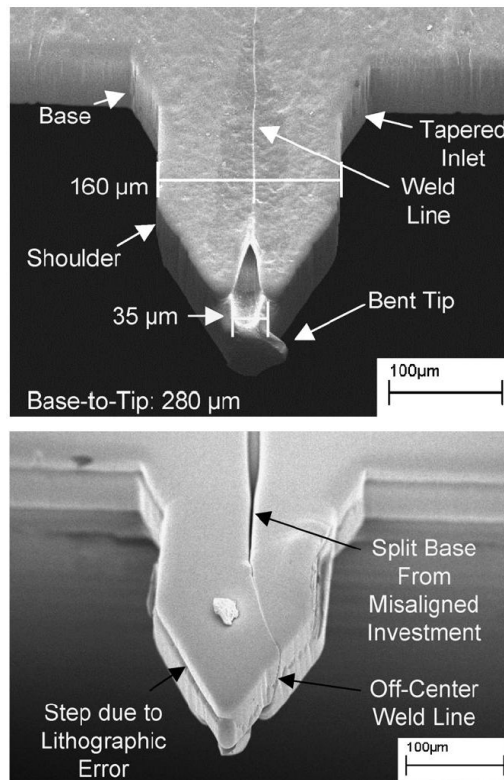 Base
Tapered
Inlet
160 µm
Weld
Line
Shoulder
Bent Tip
35 µm
100µm
Base-to-Tip: 280 µm
Split Base
From
Misaligned
Investment
Off-Center
Weld Line
Step due to
Lithographic
Error
100µm